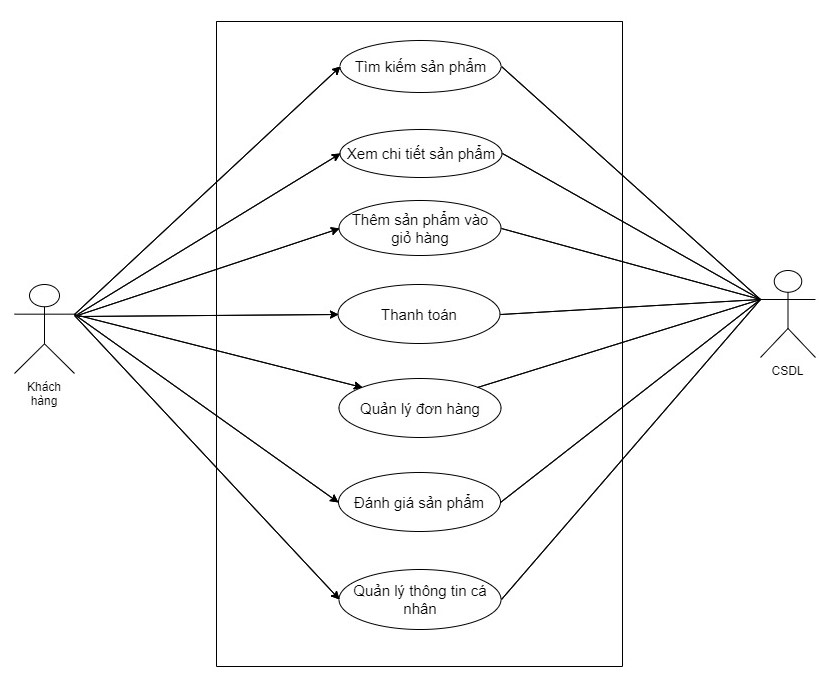 Tìm kiếm sản phẩm
Xem chi tiết sản phẩm
Thêm sản phẩm vào
giỏ hàng
Thanh toán
Quản lý đơn hàng
Đánh giá sản phẩm
Quản lý thông tin cá
nhân
Khách
hàng
CSDL